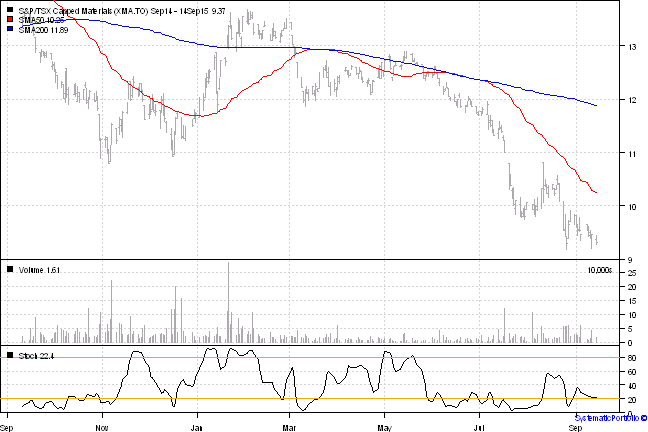 S&P/TSX Capped Materials (XMA.TO) Sep14 - 14Sep15 9.37
SMA50 10.25
SMA200 11.89
13
12
11
10
9
Volume 1.61
10,000s
25
20
15
10
5
0
Stoch 22.4
80
60
40
20
0
Sep Nov Jan Mar May Jul Sep
SystematicPortfolio ©